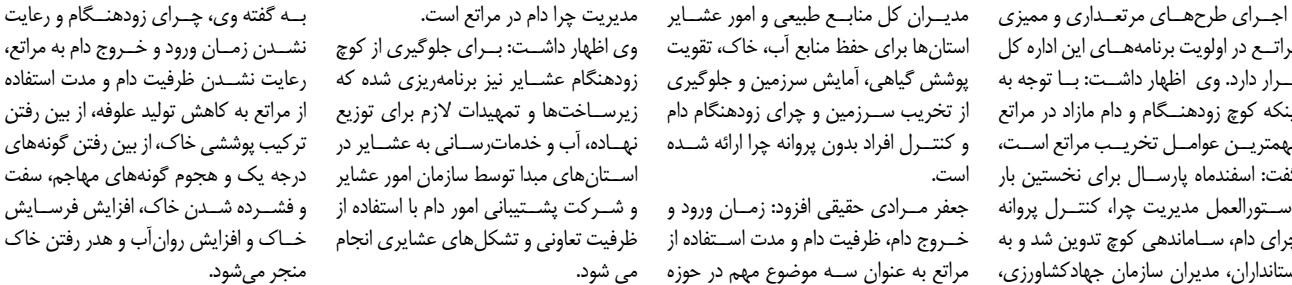 اجرای طرح‌های مرتعداری و ممیزی
در اولویت برنامه‌های این اداره کل
دارد. وی اظهار داشت: با توجه به
کوچ زودهنگام و دام مازاد در مراتع
عوامل تخریب مراتع است،
اسفندماه پارسال برای نخستین بار
مدیریت چرا، کنترل پروانه
دام، ساماندهی کوچ تدوین شد و به
مدیران سازمان جهادکشاورزی،
مدیران کل منابع طبیعی و امور عشایر
استان‌ها برای حفظ منابع آب، خاک، تقویت
پوشش گیاهی، آمایش سرزمین و جلوگیری
از تخریب سرزمین و چرای زودهنگام دام
و کنترل افراد بدون پروانه چرا ارائه شده
است.
جعفر مرادی حقیقی افزود: زمان ورود و
خروج دام، ظرفیت دام و مدت استفاده از
مراتع به عنوان سه موضوع مهم در حوزه
مدیریت چرا دام در مراتع است.
وی اظهار داشت: برای جلوگیری از کوچ
زودهنگام عشایر نیز برنامه‌ریزی شده که
زیرساخت‌ها و تمهیدات لازم برای توزیع
نهاده، آب و خدمات‌رسانی به عشایر در
استان‌های مبدا توسط سازمان امور عشایر
و شرکت پشتیبانی امور دام با استفاده از
ظرفیت تعاونی و تشکل‌های عشایری انجام
می شود.
به گفته وی، چرای زودهنگام و رعایت
نشدن زمان ورود و خروج دام به مراتع،
رعایت نشدن ظرفیت دام و مدت استفاده
از مراتع به کاهش تولید علوفه، از بین رفتن
ترکیب پوششی خاک، از بین رفتن گونه‌های
درجه یک و هجوم گونه‌های مهاجم، سفت
و فشرده شدن خاک، افزایش فرسایش
خاک و افزایش روان‌آب و هدر رفتن خاک
منجر می‌شود.